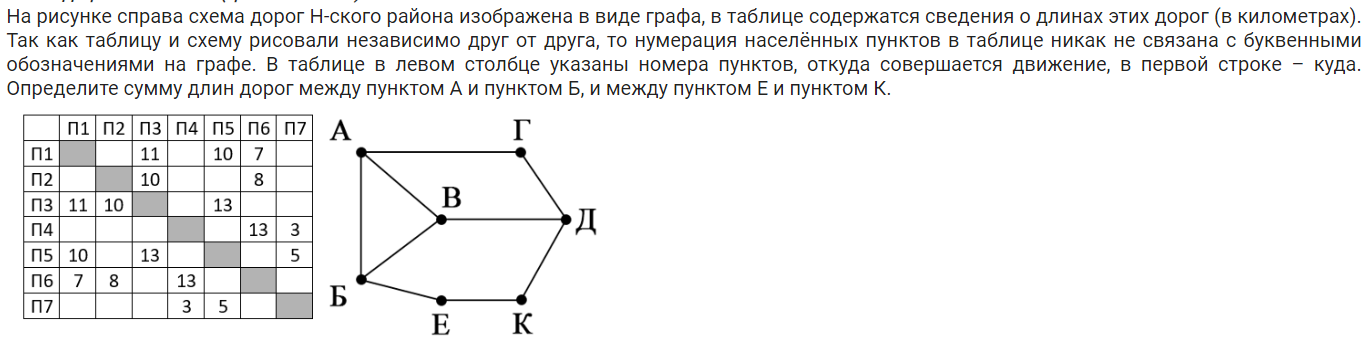 На рисунке справа схема дорог Н-ского района изображена в виде графа, в таблице содержатся сведения о длинах этих дорог (в километрах).
Так как таблицу и схему рисовали независимо друг от друга, то нумерация населённых пунктов в таблице никак не связана с буквенными
обозначениями на графе. В таблице в левом столбце указаны номера пунктов, откуда совершается движение, в первой строке – куда.
Определите сумму длин дорог между пунктом А и пунктом Б, и между пунктом Е и пунктом К.
П1 П2 П3 П4 П5 П6 П7
П1 11 10 7
П2 10 8
П3 11 10 13
П4 13 3
П5 10 13 5
П6 7 8 13
П7 3 5
А Г
В
Д
Б
Е К